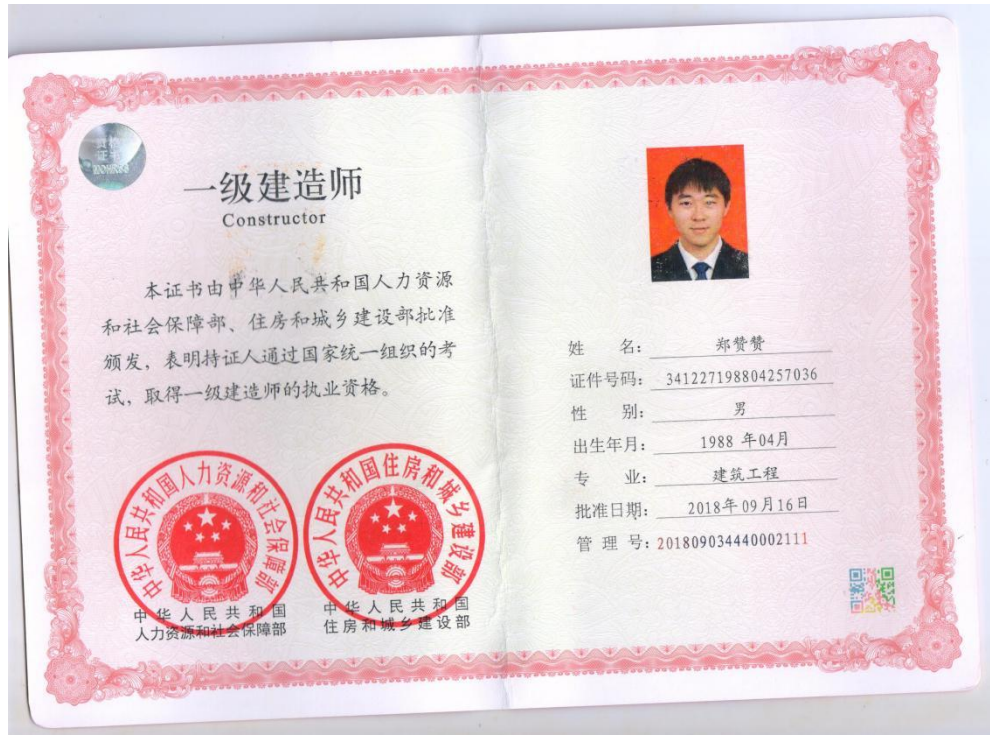 一级建造师
Constructor
本证书由中华人民共和国人力资源
和社会保障部、住房和城乡建设部批准
颁发，表明持证人通过国家统一组织的考
试，取得一级建造师的执业资格。
中华人民共和国人力资源和社会保障部
中华人民共和国住房和城乡建设部
中华人民共和国
人力资源和社会保障部
中华人民共和国
住房和城乡建设部
姓 名： 郑赞赞
证件号码： 341227198804257036
性 别： 男
出生年月： 1988 年04月
专 业： 建筑工程
批准日期： 2018年09月16日
管 理 号：201809034440002111